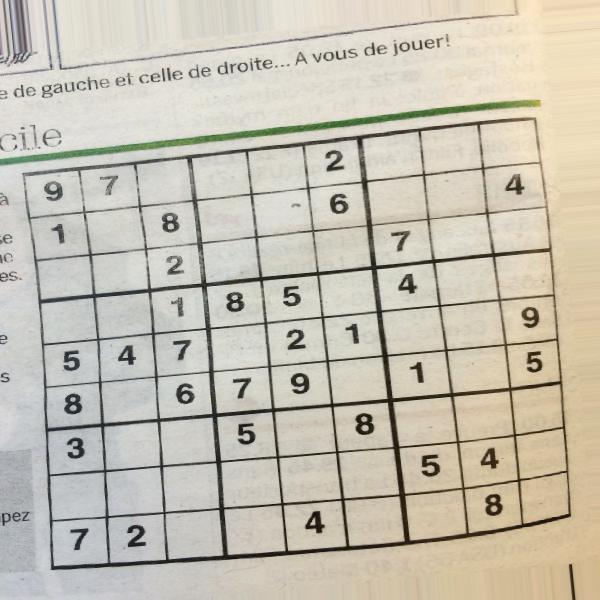 e de gauche et celle de droite... A vous de jouer!
cile
à
se
ne
es.
e
s
pez
9 7 2
1 8 6 4
2 7
1 8 5 4
5 4 7 2 1 9
8 6 7 9 1 5
3 5 8
5 4
7 2 4 8